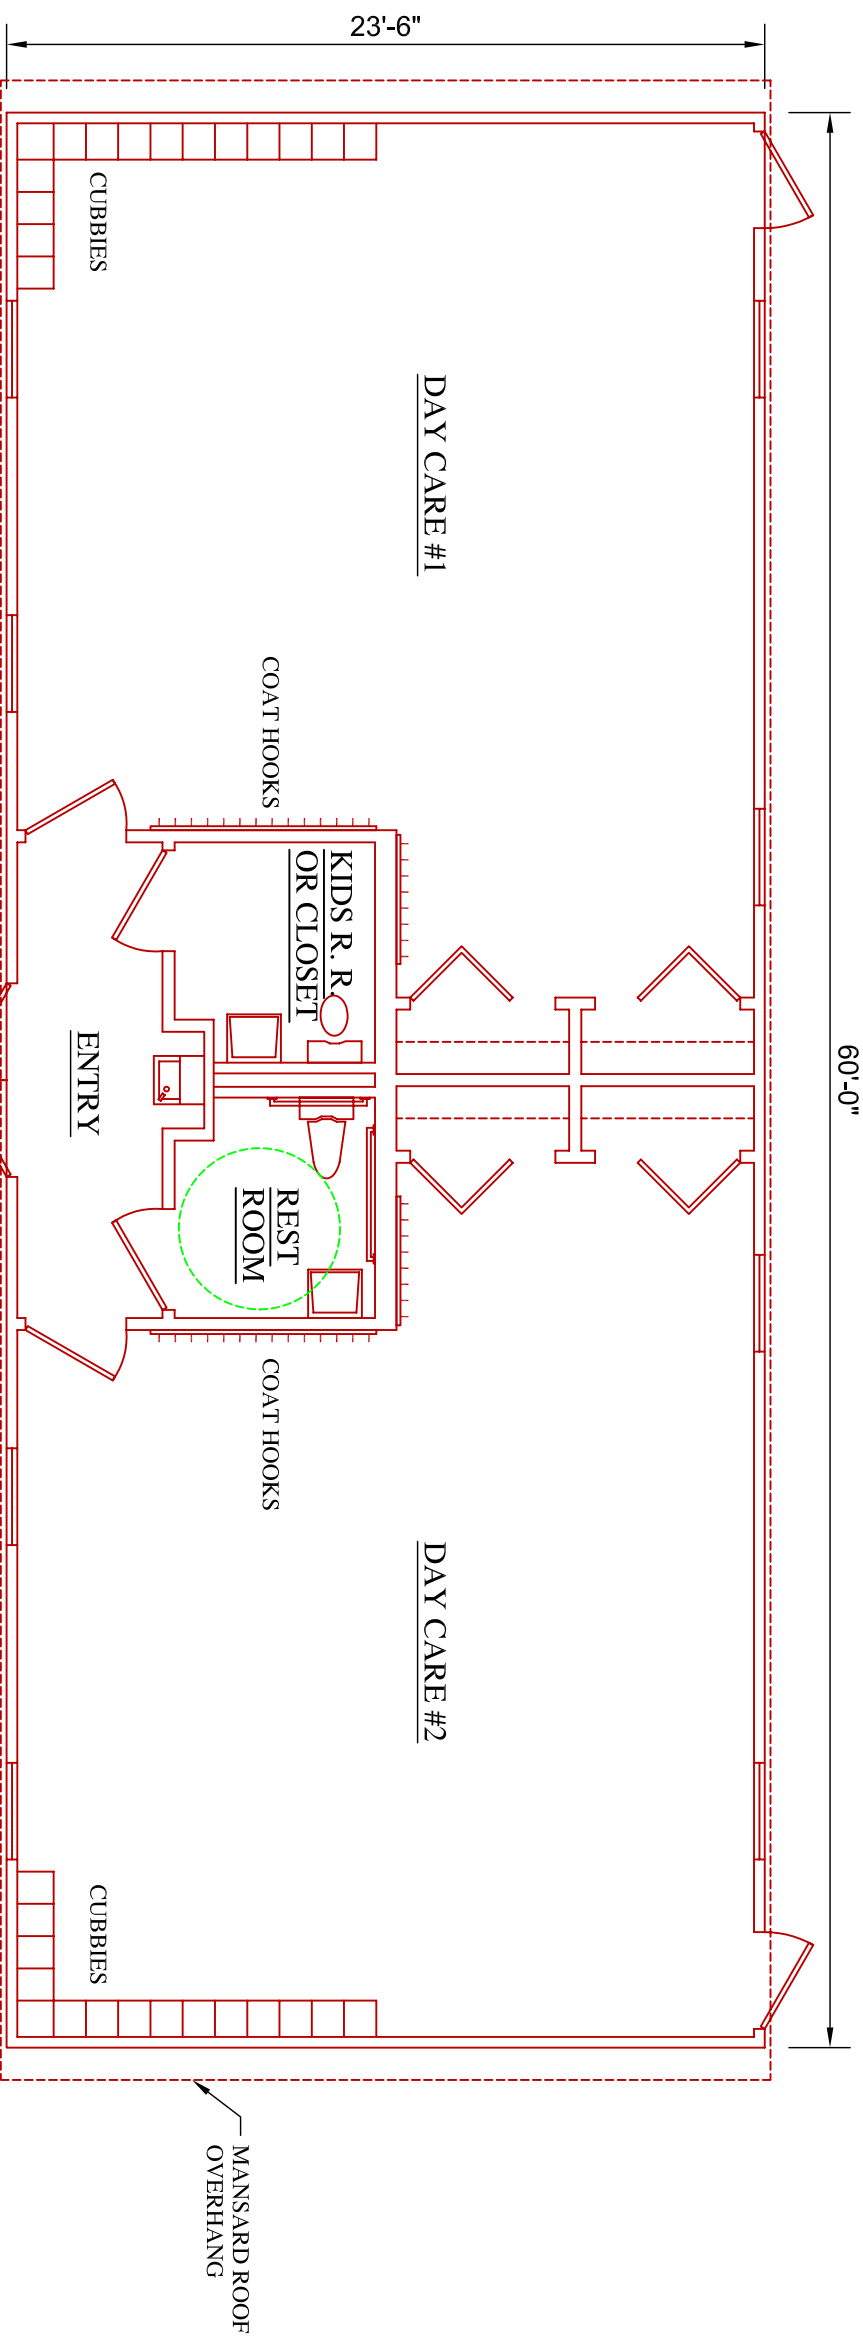 60'-0"
23'-6"
DAY CARE #1
DAY CARE #2
KIDS R. R.
OR CLOSET
REST
ROOM
COAT HOOKS
COAT HOOKS
MANSARD ROOF
OVERHANG
CUBBIES
ENTRY
CUBBIES